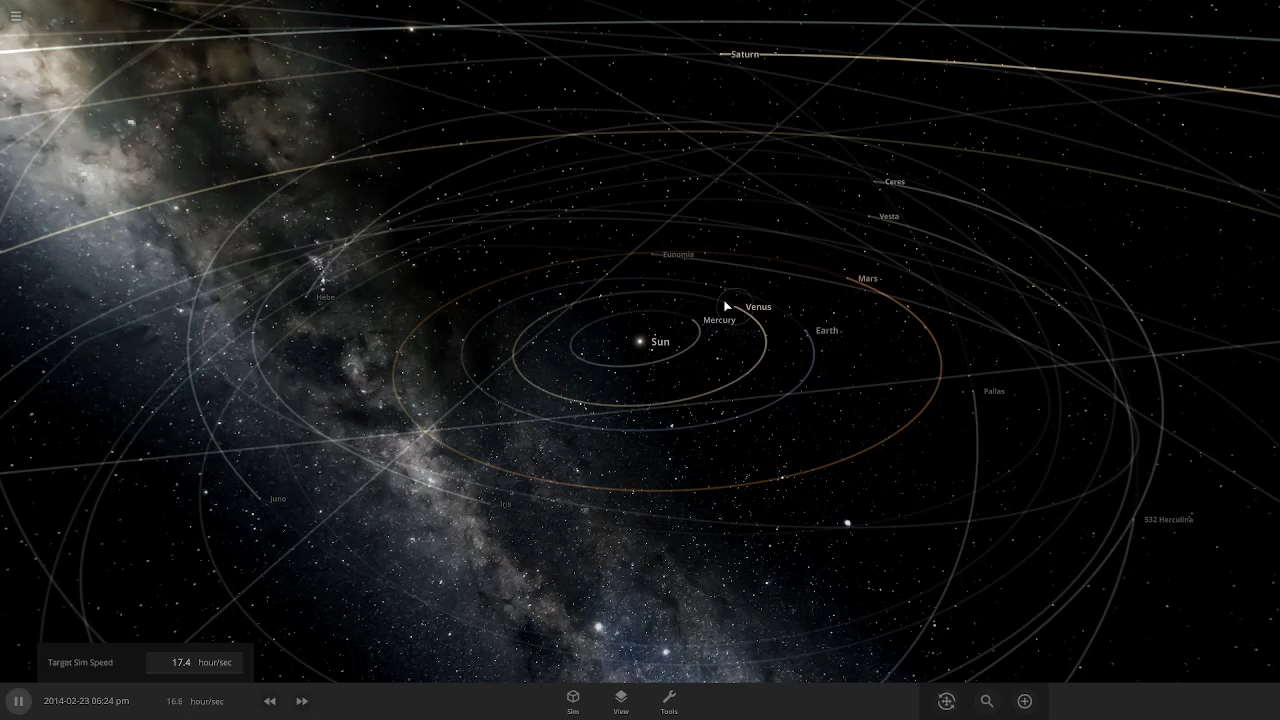 Saturn
Ceres
Vesta
Eunomia
Mars
Hebe
Venus
Mercury
Earth
Sun
Pallas
Juno
Iris
532 Herculina
Target Sim Speed 17.4 hour/sec
2014-02-23 06:24 pm 16.6 hour/sec
Sim View Tools